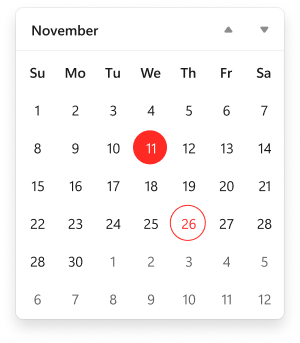 November
Su Mo Tu We Th Fr Sa
1 2 3 4 5 6 7
8 9 10 11 12 13 14
15 16 17 18 19 20 21
22 23 24 25 26 27 28
28 30 1 2 3 4 5
6 7 8 9 10 11 12